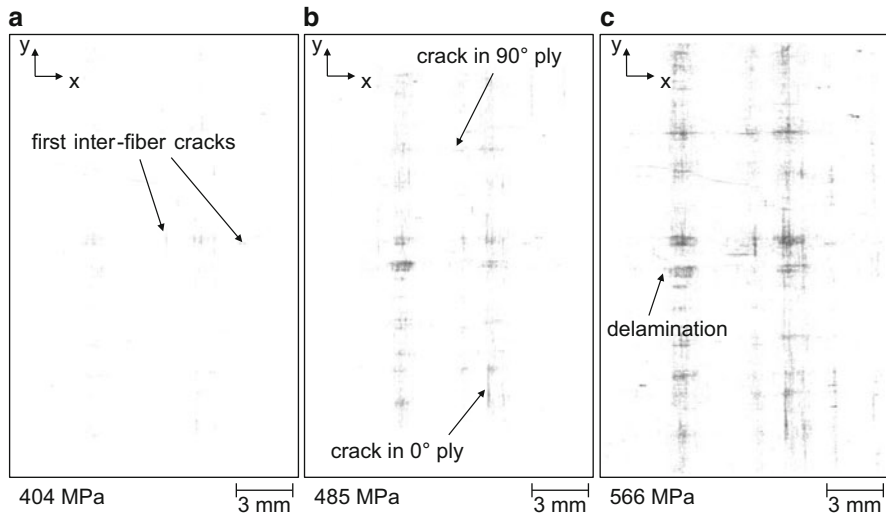 a
y
x
first inter-fiber cracks
404 MPa
3 mm
b
y
x
crack in 90° ply
crack in 0° ply
485 MPa
3 mm
c
y
x
delamination
566 MPa
3 mm